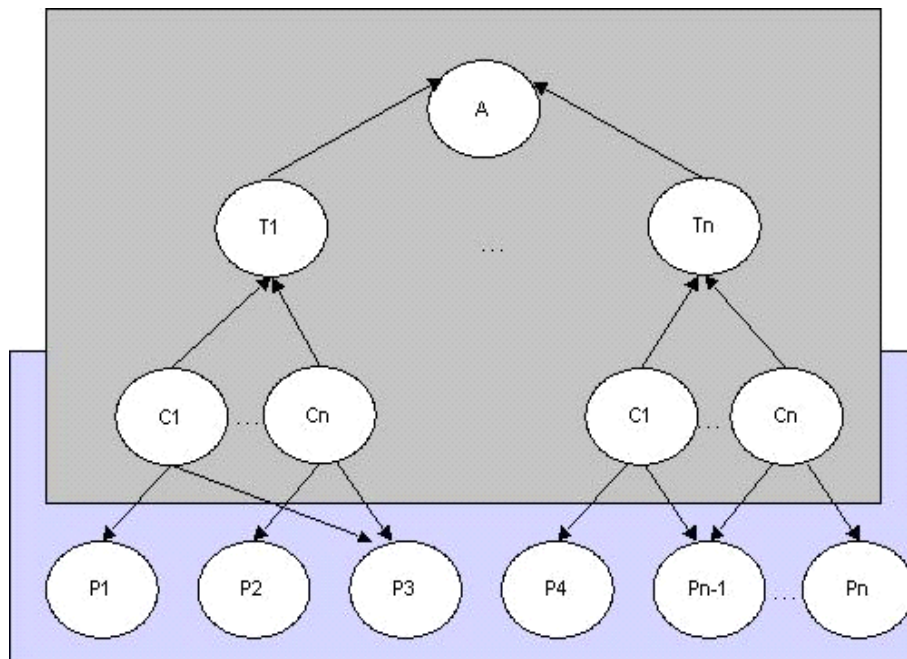 A
T1 ... Tn
C1 ... Cn C1 ... Cn
P1 P2 P3 P4 Pn-1 ... Pn